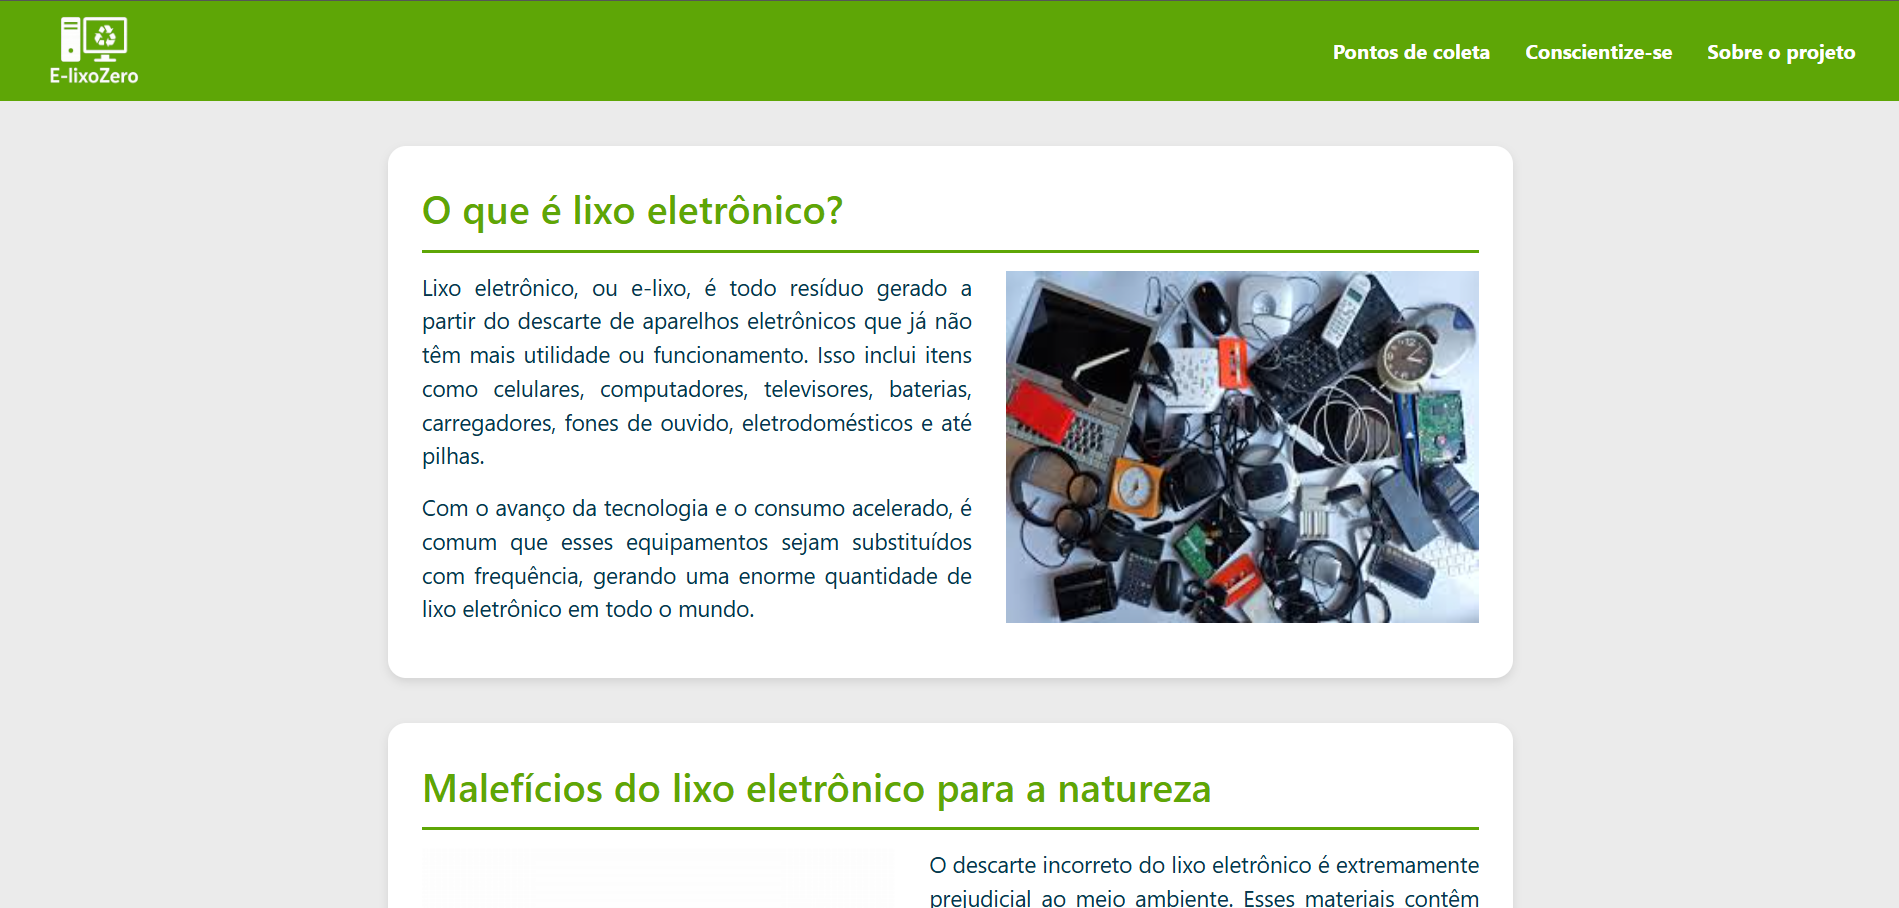 E-lixoZero
Pontos de coleta
Conscientize-se
Sobre o projeto
O que é lixo eletrônico?
Lixo eletrônico, ou e-lixo, é todo resíduo gerado a
partir do descarte de aparelhos eletrônicos que já não
têm mais utilidade ou funcionamento. Isso inclui itens
como celulares, computadores, televisores, baterias,
carregadores, fones de ouvido, eletrodomésticos e até
pilhas.
Com o avanço da tecnologia e o consumo acelerado, é
comum que esses equipamentos sejam substituídos
com frequência, gerando uma enorme quantidade de
lixo eletrônico em todo o mundo.
Malefícios do lixo eletrônico para a natureza
O descarte incorreto do lixo eletrônico é extremamente
prejudicial ao meio ambiente. Esses materiais contêm